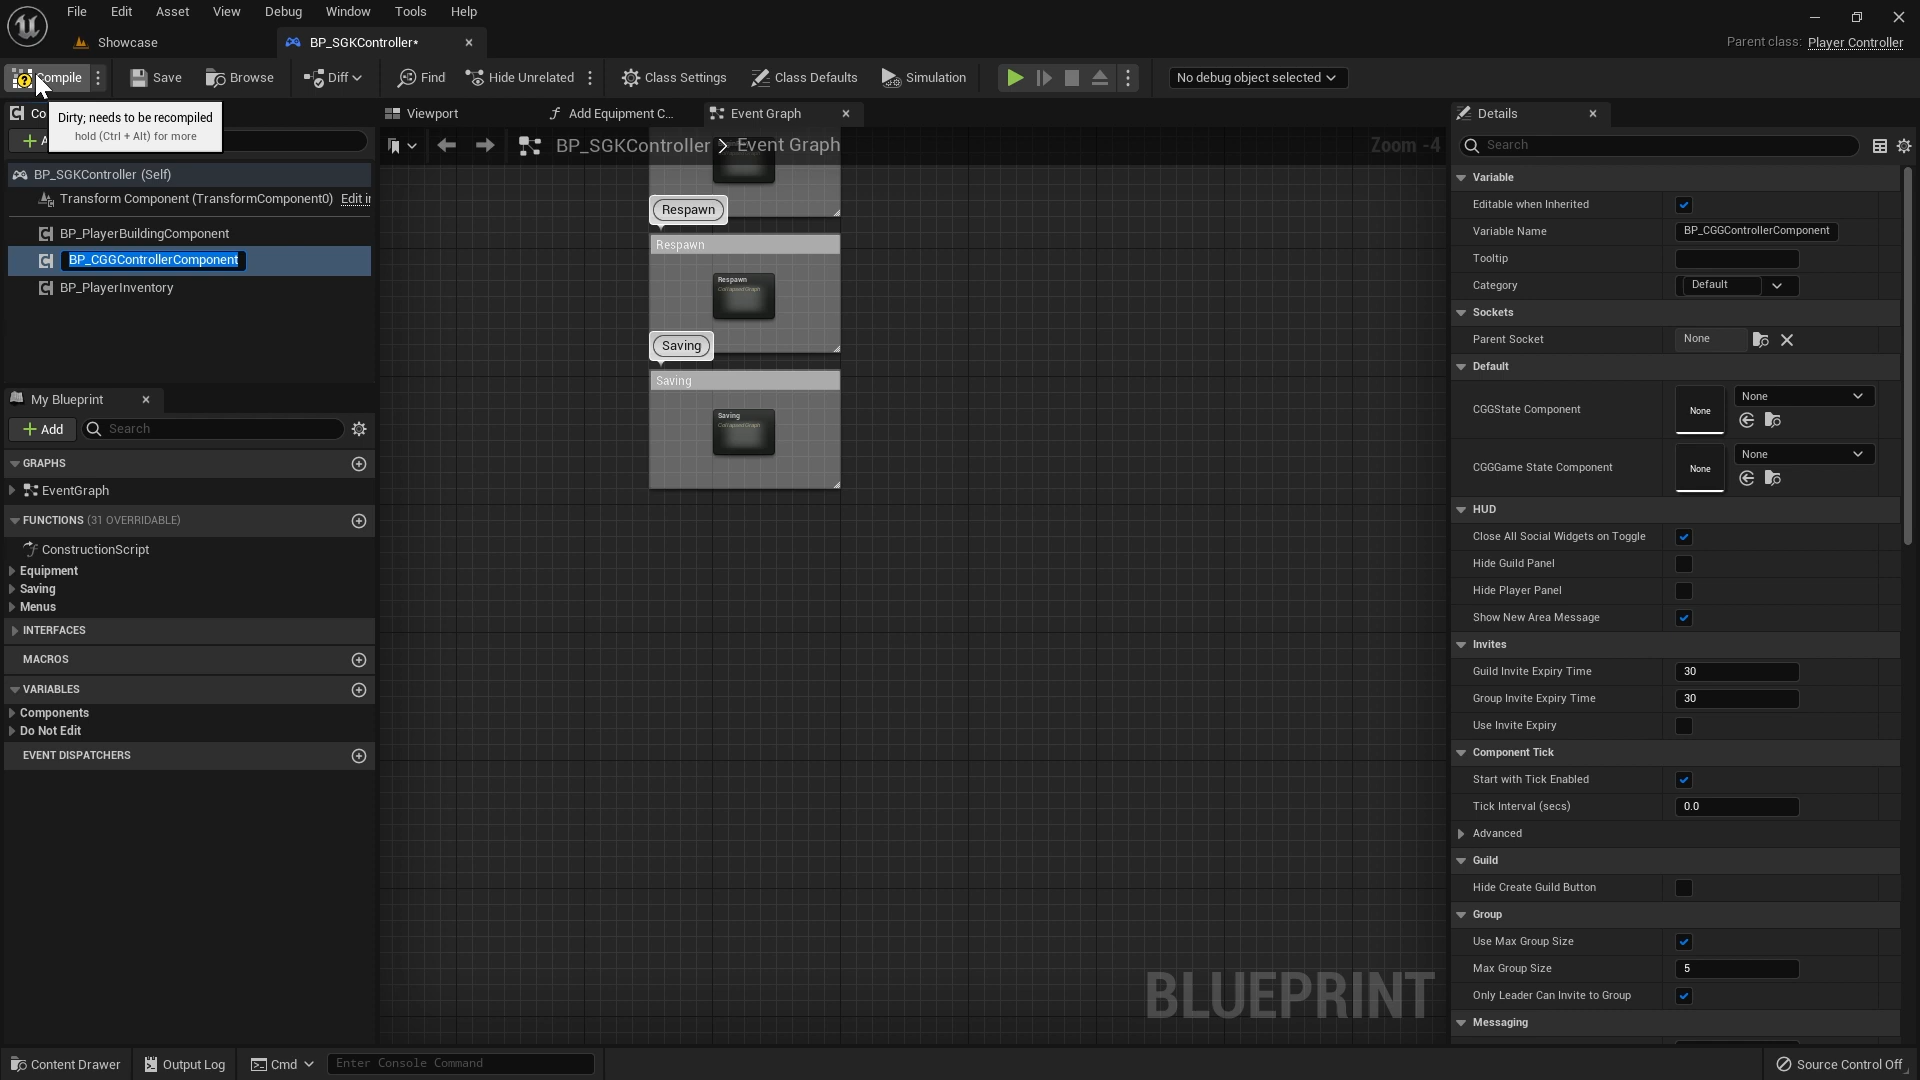 File Edit Asset View Debug Window Tools Help
Showcase
BP_SGKController*
Parent class: Player Controller
Compile
Save
Browse
Diff
Find
Hide Unrelated
Class Settings
Class Defaults
Simulation
No debug object selected
Dirty; needs to be recompiled
hold (Ctrl + Alt) for more
Co
A
BP_SGKController (Self)
Transform Component (TransformComponent0) Edit i
BP_PlayerBuildingComponent
BP_CGGControllerComponent
BP_PlayerInventory
My Blueprint
Add
Search
GRAPHS
EventGraph
FUNCTIONS (31 OVERRIDABLE)
ConstructionScript
Equipment
Saving
Menus
INTERFACES
MACROS
VARIABLES
Components
Do Not Edit
EVENT DISPATCHERS
Viewport
Add Equipment C...
Event Graph
BP_SGKController > Event Graph
Zoom -4
Respawn
Respawn
Respawn
Collapsed Graph
Saving
Saving
Saving
Collapsed Graph
BLUEPRINT
Details
Search
Variable
Editable when Inherited
Variable Name BP_CGGControllerComponent
Tooltip
Category Default
Sockets
Parent Socket None
Default
CGGState Component None None
CGGGame State Component None None
HUD
Close All Social Widgets on Toggle
Hide Guild Panel
Hide Player Panel
Show New Area Message
Invites
Guild Invite Expiry Time 30
Group Invite Expiry Time 30
Use Invite Expiry
Component Tick
Start with Tick Enabled
Tick Interval (secs) 0.0
Advanced
Guild
Hide Create Guild Button
Group
Use Max Group Size
Max Group Size 5
Only Leader Can Invite to Group
Messaging
Content Drawer
Output Log
Cmd
Enter Console Command
Source Control Off